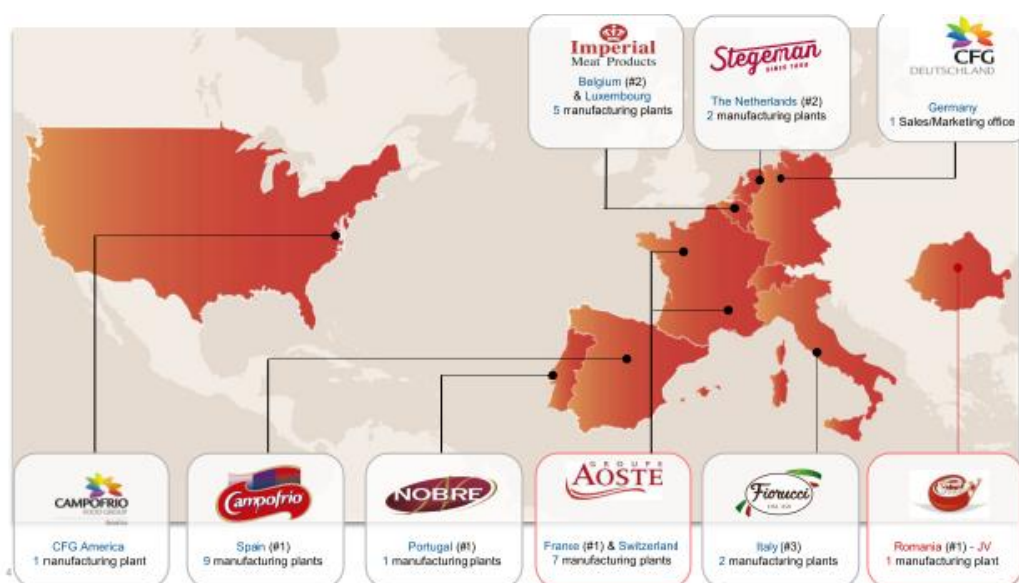 Imperial
Meat Products
Belgium (#2)
& Luxembourg
5 manufacturing plants
Stegeman
The Netherlands (#2)
2 manufacturing plants
CFG
DEUTSCHLAND
Germany
1 Sales/Marketing office
CAMPOFRIO
FOOD GROUP
CFG America
1 manufacturing plant
Campofrio
Spain (#1)
9 manufacturing plants
NOBRE
Portugal (#1)
1 manufacturing plants
GROUPE
AOSTE
France (#1) & Switzerland
7 manufacturing plants
Fiorucci
Italy (#3)
2 manufacturing plants
Romania (#1) - JV
1 manufacturing plant
4